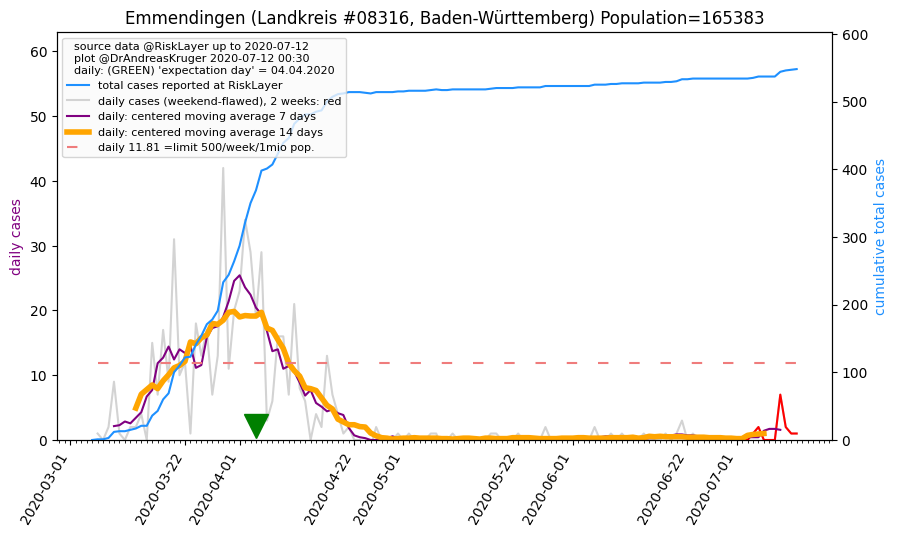 Emmendingen (Landkreis #08316, Baden-Württemberg) Population=165383
source data @RiskLayer up to 2020-07-12
plot @DrAndreasKruger 2020-07-12 00:30
daily: (GREEN) 'expectation day' = 04.04.2020
total cases reported at RiskLayer
daily cases (weekend-flawed), 2 weeks: red
daily: centered moving average 7 days
daily: centered moving average 14 days
daily 11.81 =limit 500/week/1mio pop.
daily cases
60
50
40
30
20
10
0
600
500
400
300
200
100
0
cumulative total cases
2020-03-01
2020-03-22
2020-04-01
2020-04-22
2020-05-01
2020-05-22
2020-06-01
2020-06-22
2020-07-01